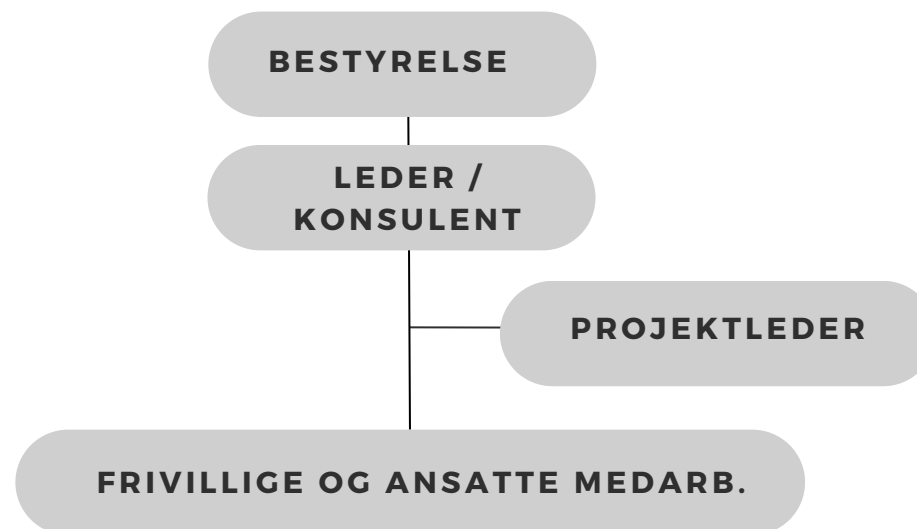 BESTYRELSE
LEDER /
KONSULENT
PROJEKTLEDER
FRIVILLIGE OG ANSATTE MEDARB.